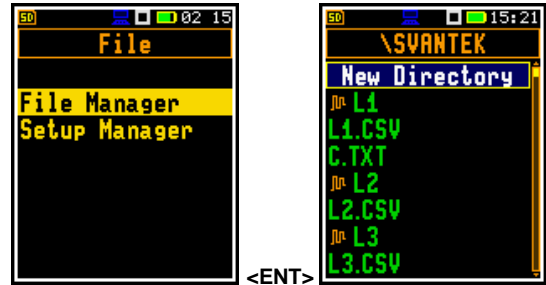 SD 02 15
File
File Manager
Setup Manager
<ENT>
SD 15:21
\SVANTEK
New Directory
L1
L1.CSV
C.TXT
L2
L2.CSV
L3
L3.CSV